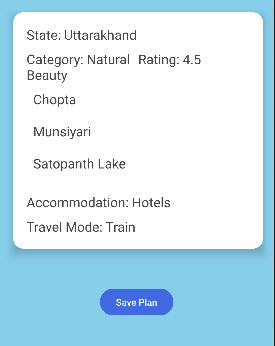 State: Uttarakhand
Category: Natural Beauty Rating: 4.5
Chopta
Munsiyari
Satopanth Lake
Accommodation: Hotels
Travel Mode: Train
Save Plan